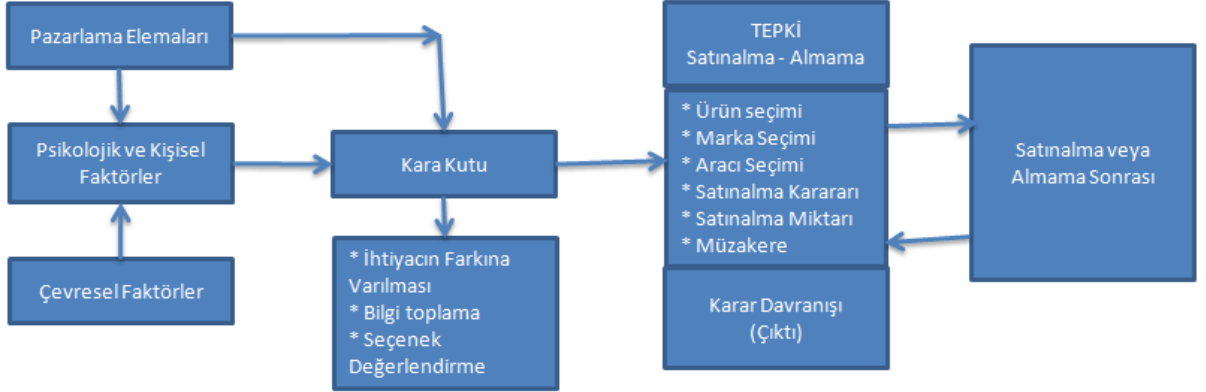 Pazarlama Elemaları
Psikolojik ve Kişisel
Faktörler
Çevresel Faktörler
Kara Kutu
* İhtiyacın Farkına
Varılması
* Bilgi toplama
* Seçenek
Değerlendirme
TEPKİ
Satınalma - Almama
* Ürün seçimi
* Marka Seçimi
* Aracı Seçimi
* Satınalma Karararı
* Satınalma Miktarı
* Müzakere
Karar Davranışı
(Çıktı)
Satınalma veya
Almama Sonrası